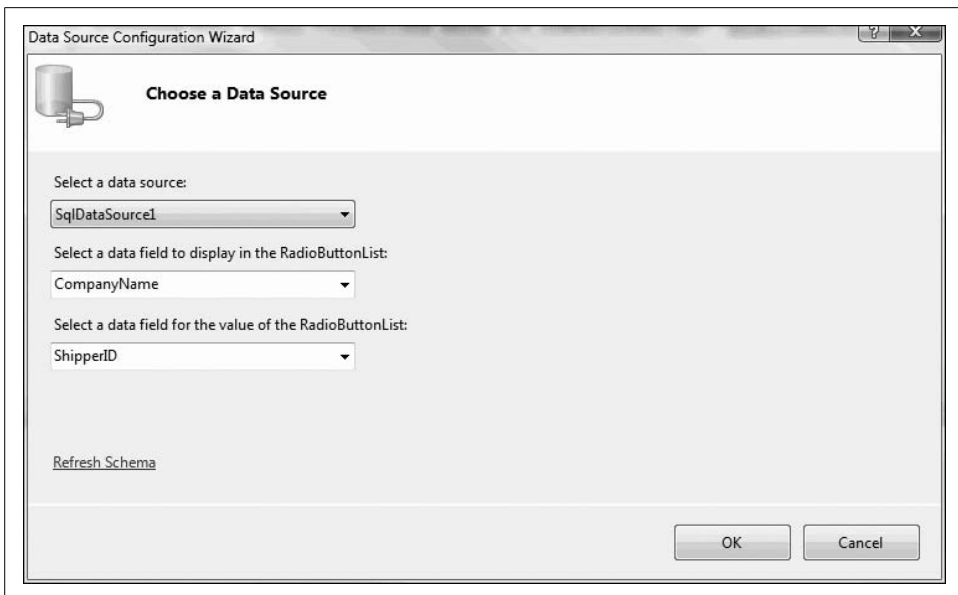 Data Source Configuration Wizard
Choose a Data Source
Select a data source:
SqlDataSource1
Select a data field to display in the RadioButtonList:
CompanyName
Select a data field for the value of the RadioButtonList:
ShipperID
Refresh Schema
OK
Cancel